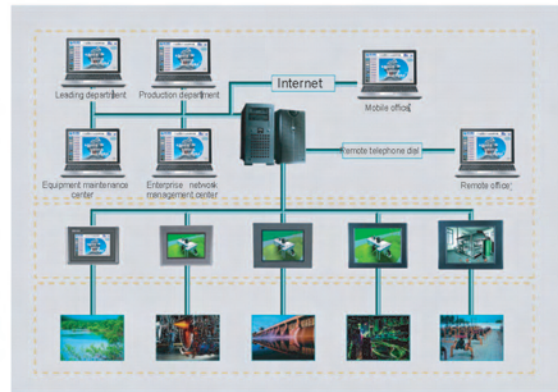 Leading department
Production department
Internet
Mobile office
Equipment maintenance
center
Enterprise network
management center
Remote telephone dial
Remote office